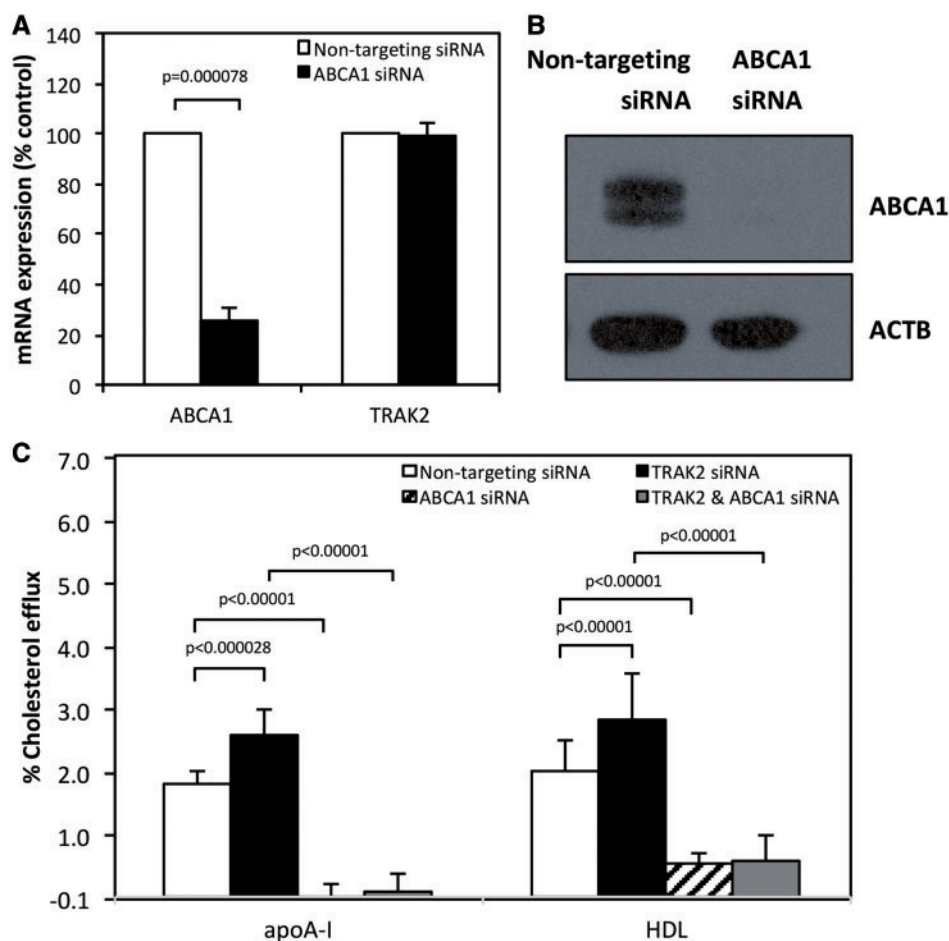 A
140
120
100
80
60
40
20
0
mRNA expression (% control)
Non-targeting siRNA
ABCA1 siRNA
p=0.000078
ABCA1
TRAK2
B
Non-targeting siRNA
ABCA1 siRNA
ABCA1
ACTB
C
7.0
6.0
5.0
4.0
3.0
2.0
1.0
-0.1
% Cholesterol efflux
Non-targeting siRNA
TRAK2 siRNA
ABCA1 siRNA
TRAK2 & ABCA1 siRNA
p<0.00001
p<0.00001
p<0.000028
p<0.00001
p<0.00001
p<0.00001
apoA-I
HDL